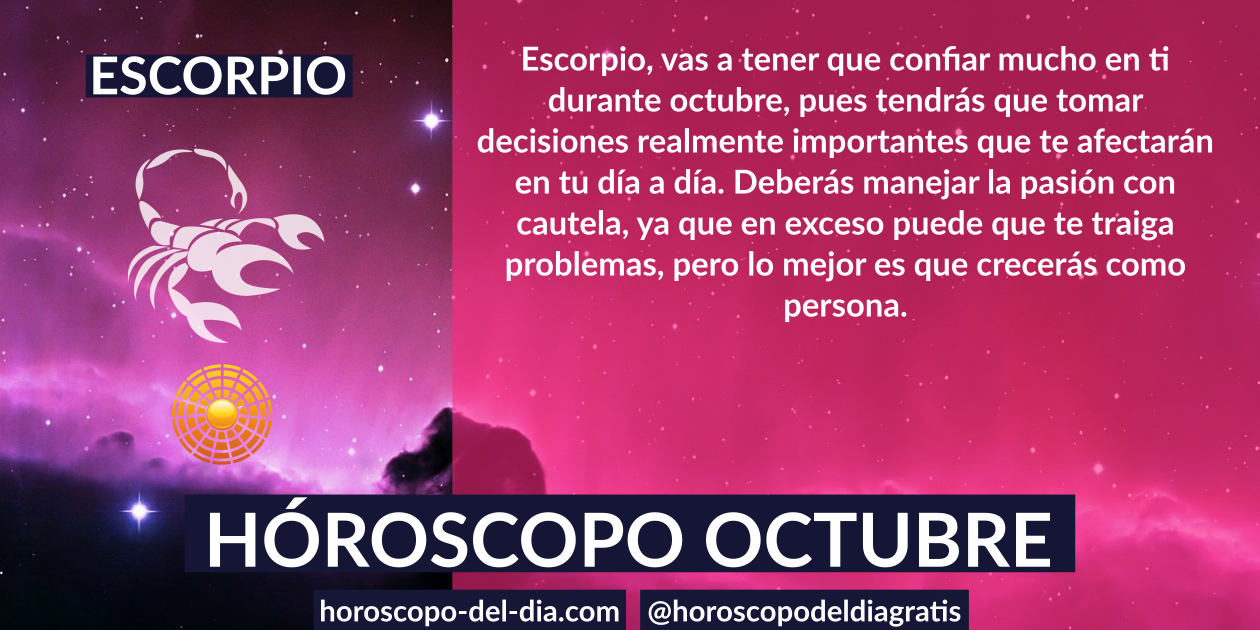 ESCORPIO
Escorpio, vas a tener que confiar mucho en ti
durante octubre, pues tendrás que tomar
decisiones realmente importantes que te afectarán
en tu día a día. Deberás manejar la pasión con
cautela, ya que en exceso puede que te traiga
problemas, pero lo mejor es que crecerás como
persona.
HÓROSCOPO OCTUBRE
horoscopo-del-dia.com
@horoscopodeldiagratis